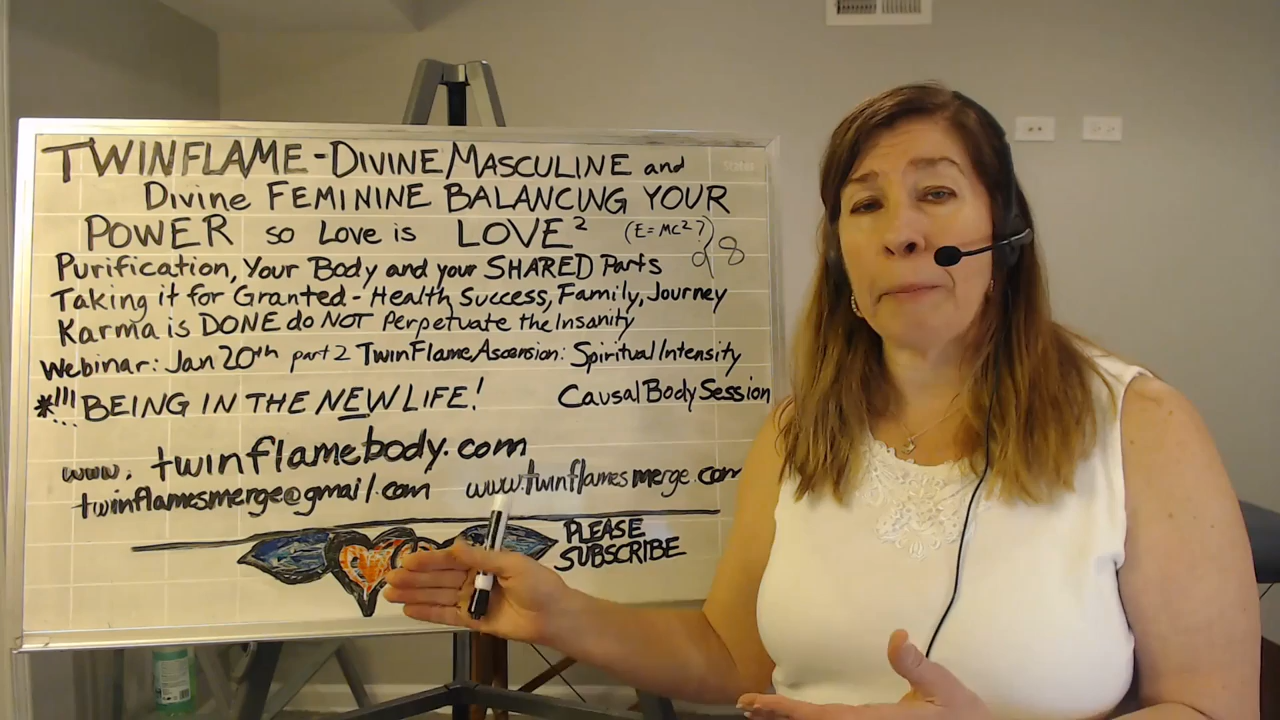 TWINFLAME - DIVINE MASCULINE and
Divine FEMININE BALANCING YOUR
POWER so Love is LOVE² (E=MC²?)
8
Purification, Your Body and your SHARED Parts
Taking it for Granted - Health, Success, Family, Journey
Karma is DONE do NOT Perpetuate the Insanity
Webinar: Jan 20th part 2 TwinFlame Ascension: Spiritual Intensity
*!!! BEING IN THE NEW LIFE! Causal Body Session
www. twinflamebody.com
twinflamesmerge@gmail.com www.twinflamesmerge.com
PLEASE
SUBSCRIBE